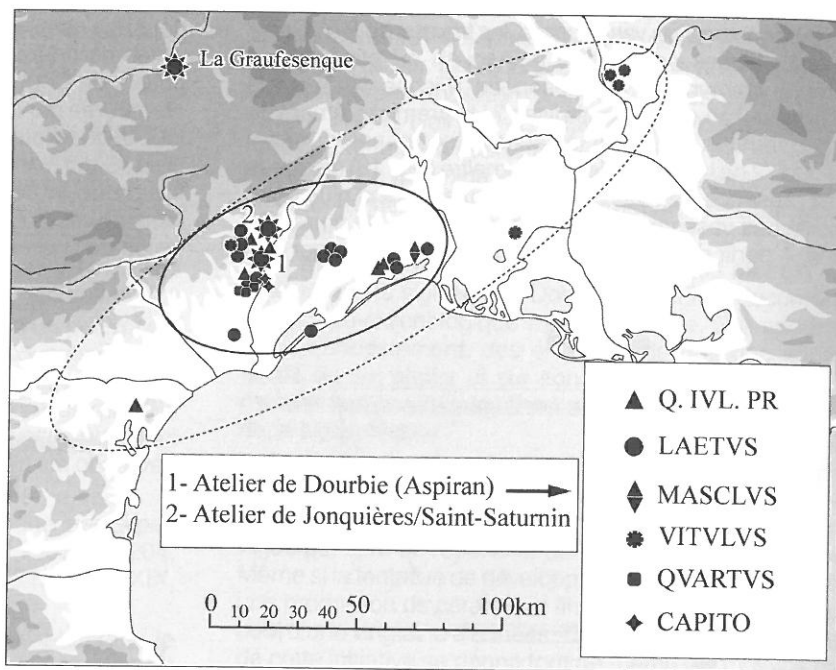 La Graufesenque
2
1
Q. IVL. PR
LAETVS
MASCLVS
VITVLVS
QVARTVS
CAPITO
1- Atelier de Dourbie (Aspiran)
2- Atelier de Jonquières/Saint-Saturnin
0 10 20 30 40 50 100km